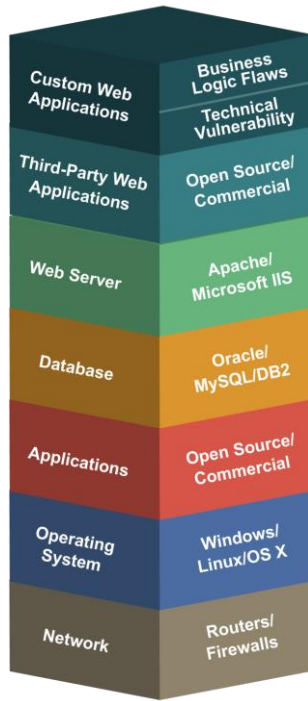 Custom Web
Applications
Business
Logic Flaws
Technical
Vulnerability
Third-Party Web
Applications
Open Source/
Commercial
Web Server
Apache/
Microsoft IIS
Database
Oracle/
MySQL/DB2
Applications
Open Source/
Commercial
Operating
System
Windows/
Linux/OS X
Network
Routers/
Firewalls